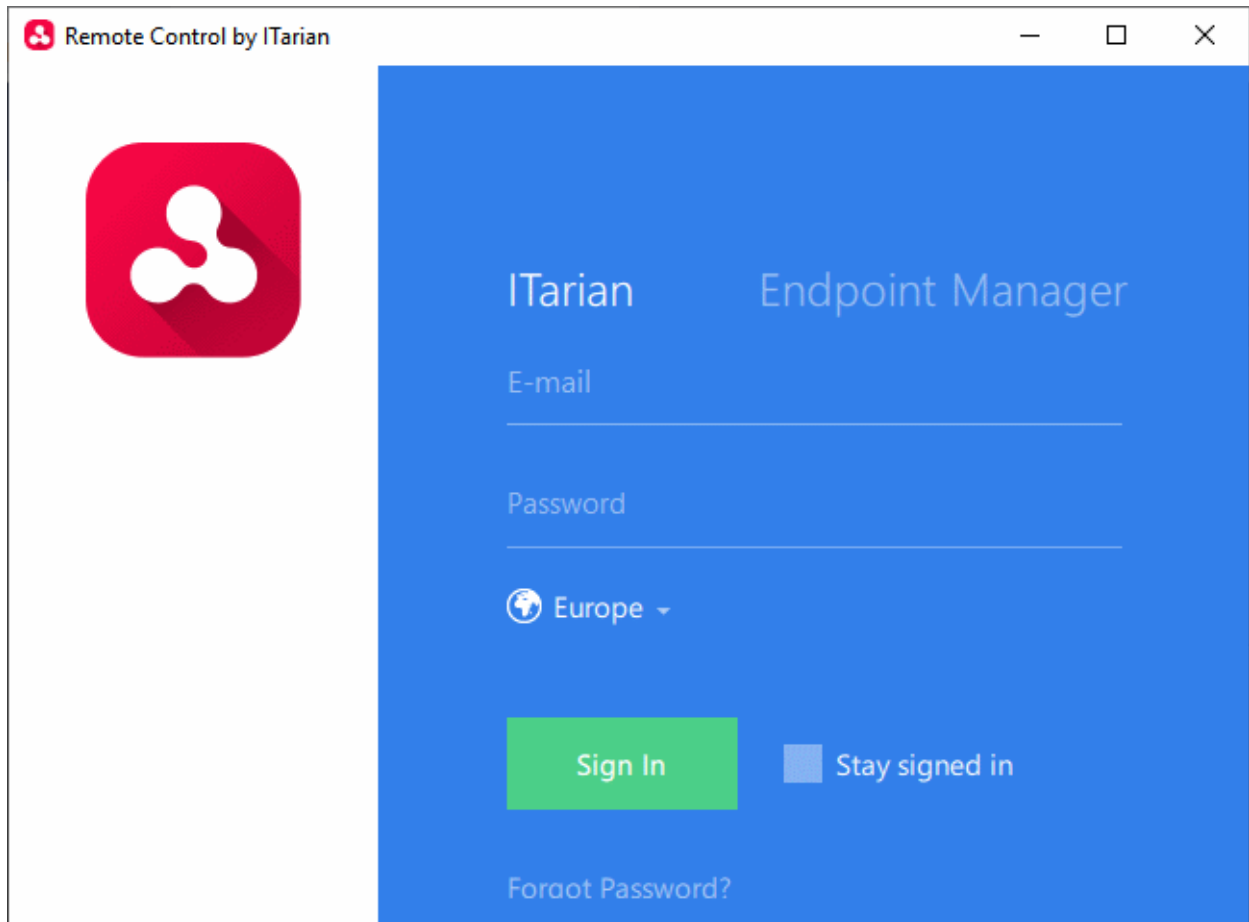 Remote Control by ITarian
ITarian Endpoint Manager
E-mail
Password
Europe
Sign In Stay signed in
Forgot Password?